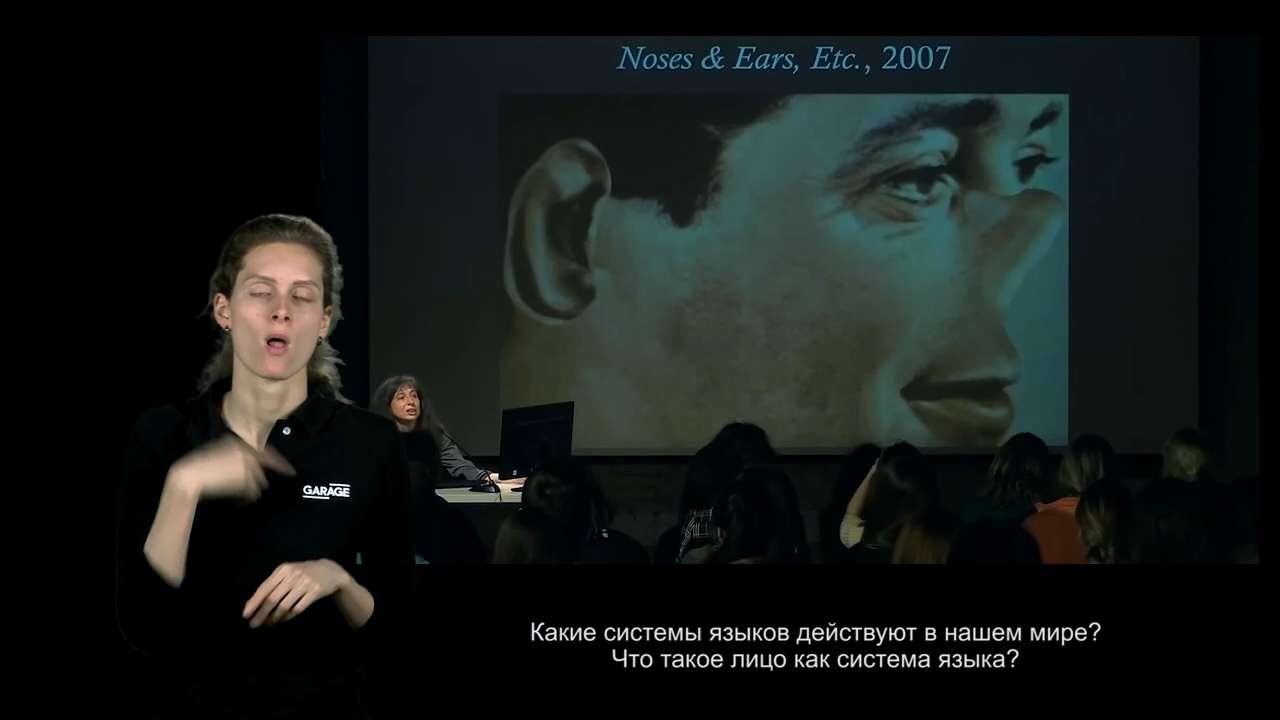 Noses & Ears, Etc., 2007
GARAGE
Какие системы языков действуют в нашем мире?
Что такое лицо как система языка?